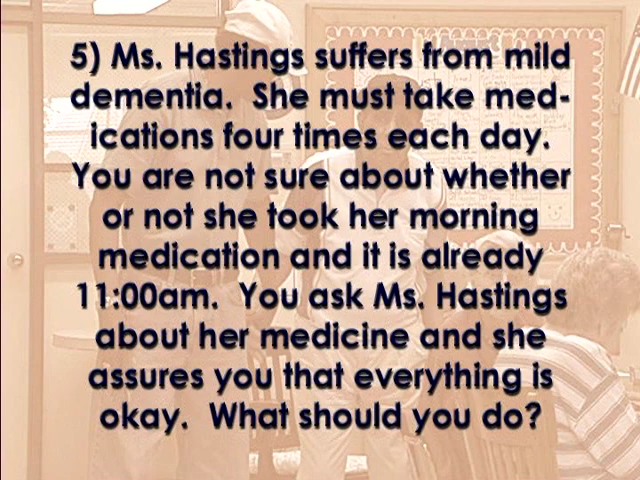 5) Ms. Hastings suffers from mild
dementia. She must take med-
ications four times each day.
You are not sure about whether
or not she took her morning
medication and it is already
11:00am. You ask Ms. Hastings
about her medicine and she
assures you that everything is
okay. What should you do?